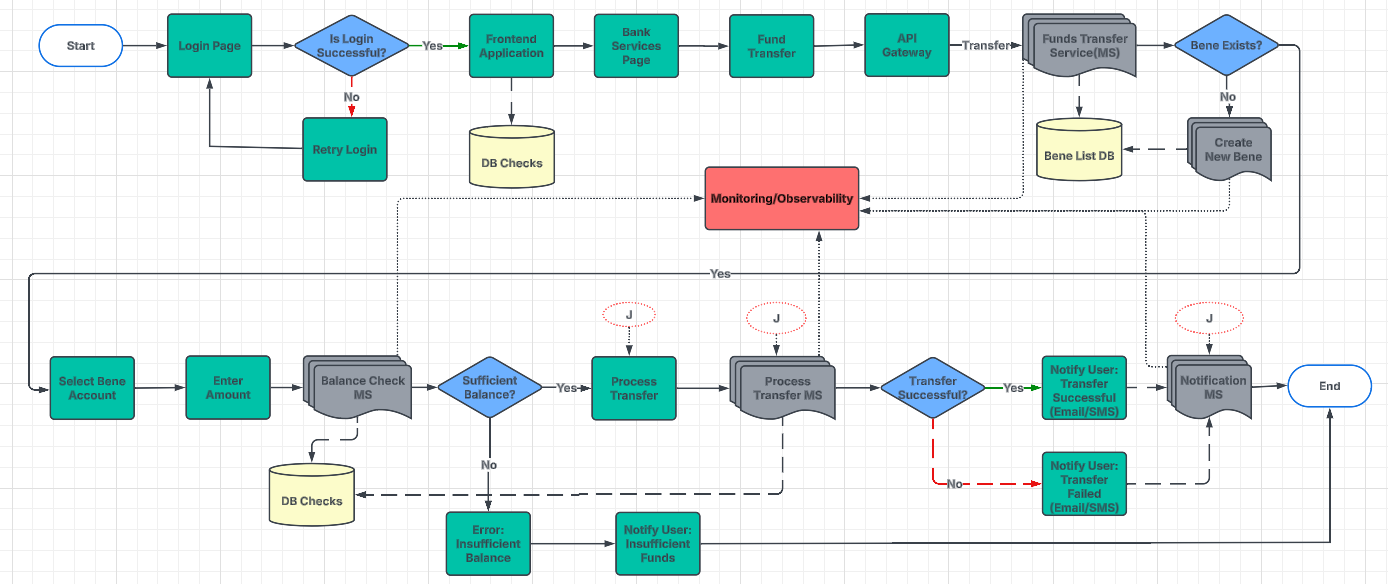 Start
Login Page
Is Login
Successful?
Yes
Frontend
Application
Bank
Services
Page
Fund
Transfer
API
Gateway
Transfer
Funds Transfer
Service(MS)
Bene Exists?
No
No
Retry Login
DB Checks
Bene List DB
Create
New Bene
Monitoring/Observability
Yes
J
J
J
Select Bene
Account
Enter
Amount
Balance Check
MS
Sufficient
Balance?
Yes
Process
Transfer
Process
Transfer MS
Transfer
Successful?
Yes
Notify User:
Transfer
Successful
(Email/SMS)
Notification
MS
End
No
DB Checks
No
Notify User:
Transfer
Failed
(Email/SMS)
Error:
Insufficient
Balance
Notify User:
Insufficient
Funds